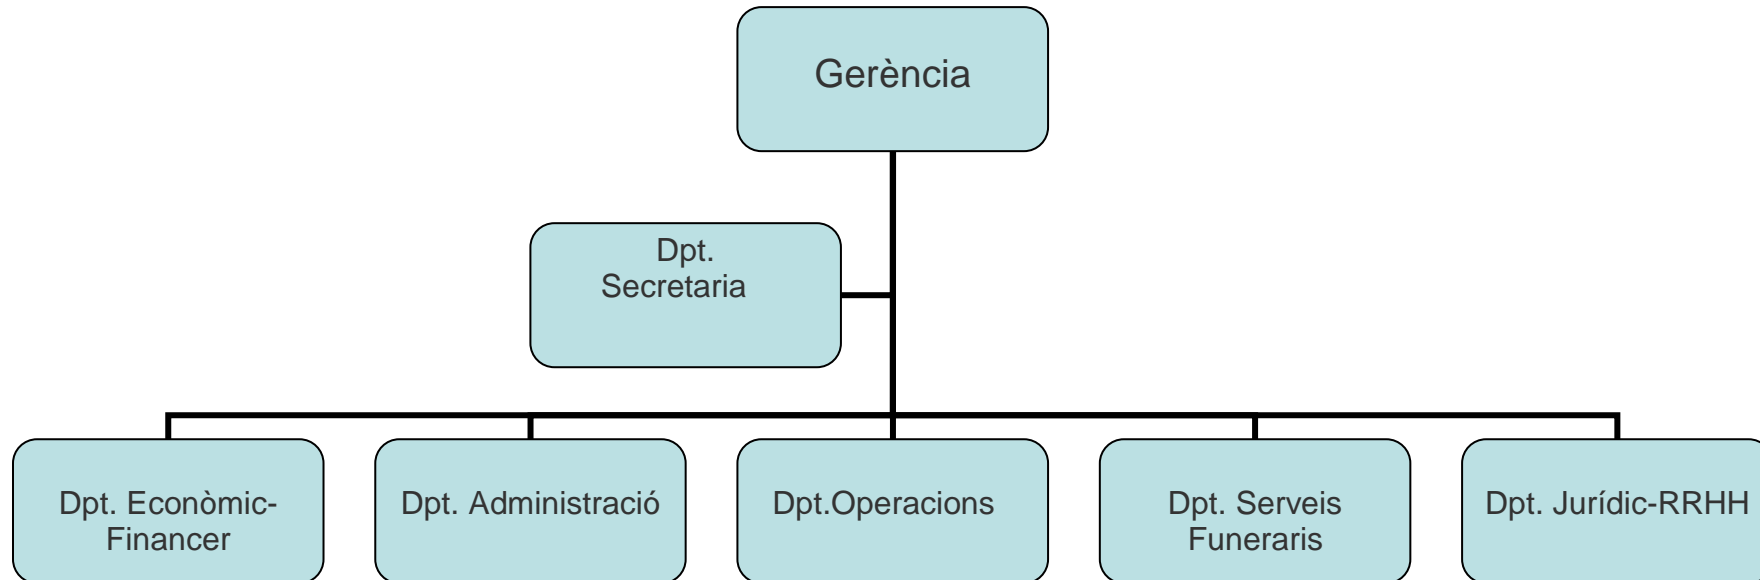 Gerència
Dpt.
Secretaria
Dpt. Econòmic-
Financer
Dpt. Administració
Dpt.Operacions
Dpt. Serveis
Funeraris
Dpt. Jurídic-RRHH